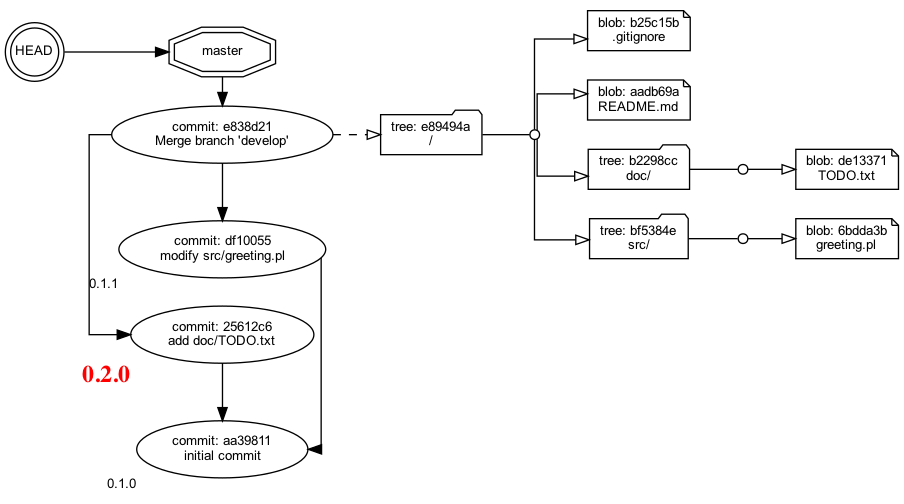 HEAD
master
commit: e838d21
Merge branch 'develop'
tree: e89494a
/
blob: b25c15b
.gitignore
blob: aadb69a
README.md
tree: b2298cc
doc/
blob: de13371
TODO.txt
tree: bf5384e
src/
blob: 6bdda3b
greeting.pl
commit: df10055
modify src/greeting.pl
0.1.1
commit: 25612c6
add doc/TODO.txt
0.2.0
commit: aa39811
initial commit
0.1.0